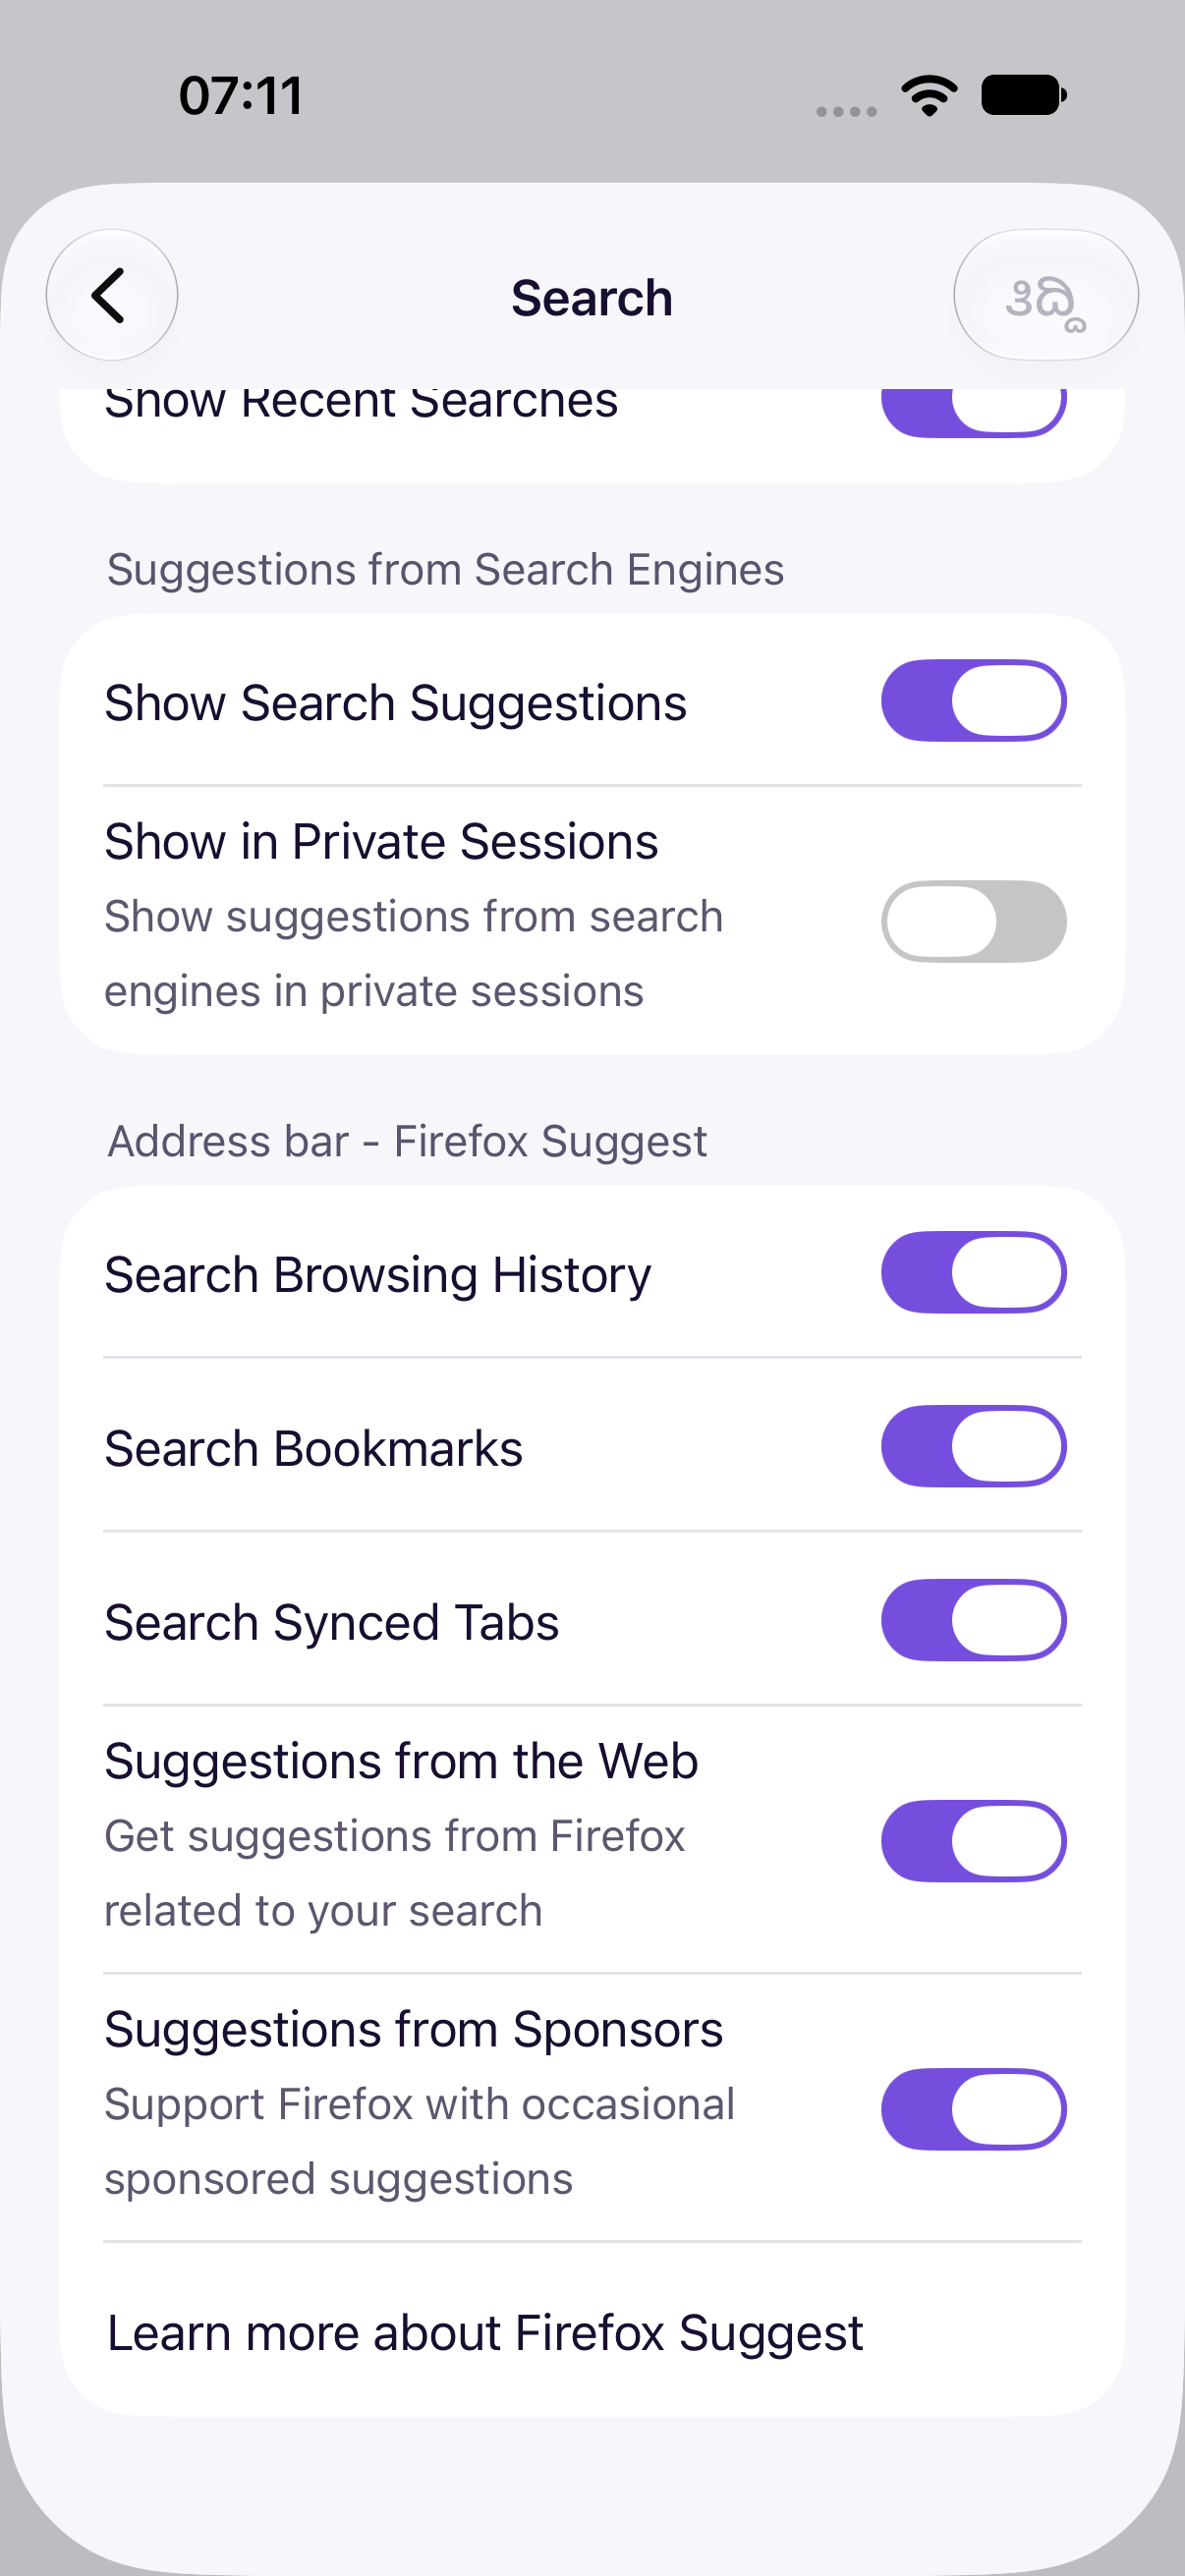 07:11
Search
ತಿದ್ದಿ
Show Recent Searches
Suggestions from Search Engines
Show Search Suggestions
Show in Private Sessions
Show suggestions from search
engines in private sessions
Address bar - Firefox Suggest
Search Browsing History
Search Bookmarks
Search Synced Tabs
Suggestions from the Web
Get suggestions from Firefox
related to your search
Suggestions from Sponsors
Support Firefox with occasional
sponsored suggestions
Learn more about Firefox Suggest